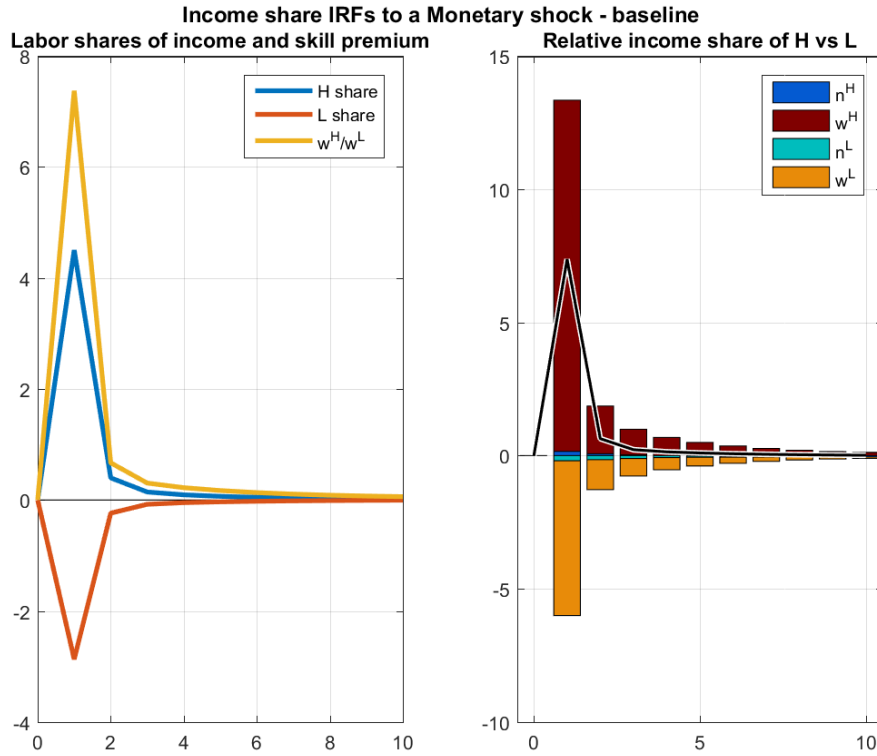 Income share IRFs to a Monetary shock - baseline
Labor shares of income and skill premium
8
6
4
2
0
-2
-4
0
2
4
6
8
10
H share
L share
w^H/w^L
Relative income share of H vs L
15
10
5
0
-5
-10
0
5
10
n^H
w^H
n^L
w^L